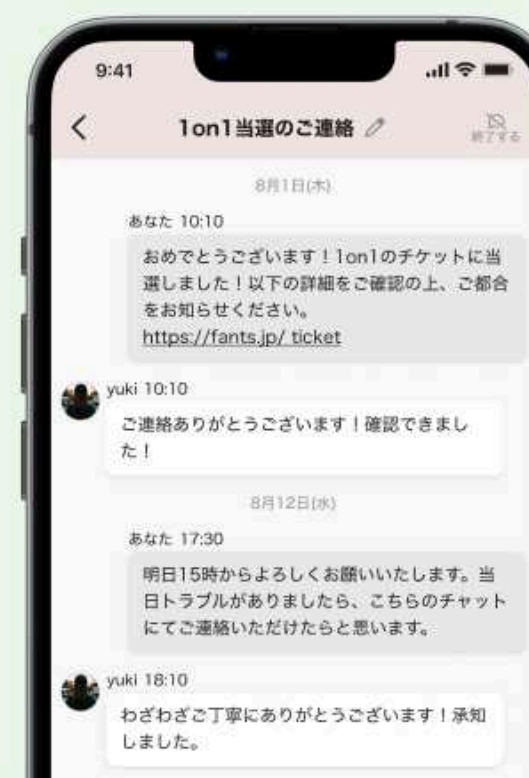 9:41
1on1当選のご連絡
終了する
8月1日(木)
あなた 10:10
おめでとうございます！1on1のチケットに当
選しました！以下の詳細をご確認の上、ご都合
をお知らせください。
https://fants.jp/ ticket
yuki 10:10
ご連絡ありがとうございます！確認できまし
た！
8月12日(水)
あなた 17:30
明日15時からよろしくお願いいたします。当
日トラブルがありましたら、こちらのチャット
にてご連絡いただけたらと思います。
yuki 18:10
わざわざご丁寧にありがとうございます！承知
しました。